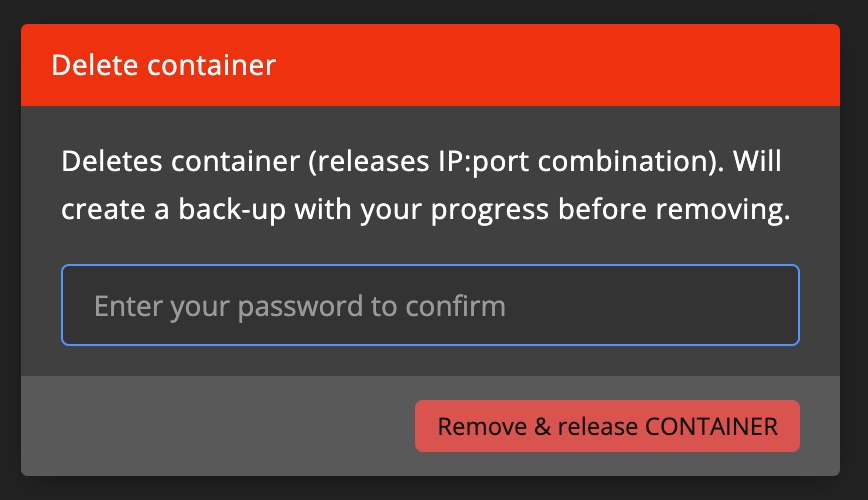 Delete container
Deletes container (releases IP:port combination). Will
create a back-up with your progress before removing.
Enter your password to confirm
Remove & release CONTAINER